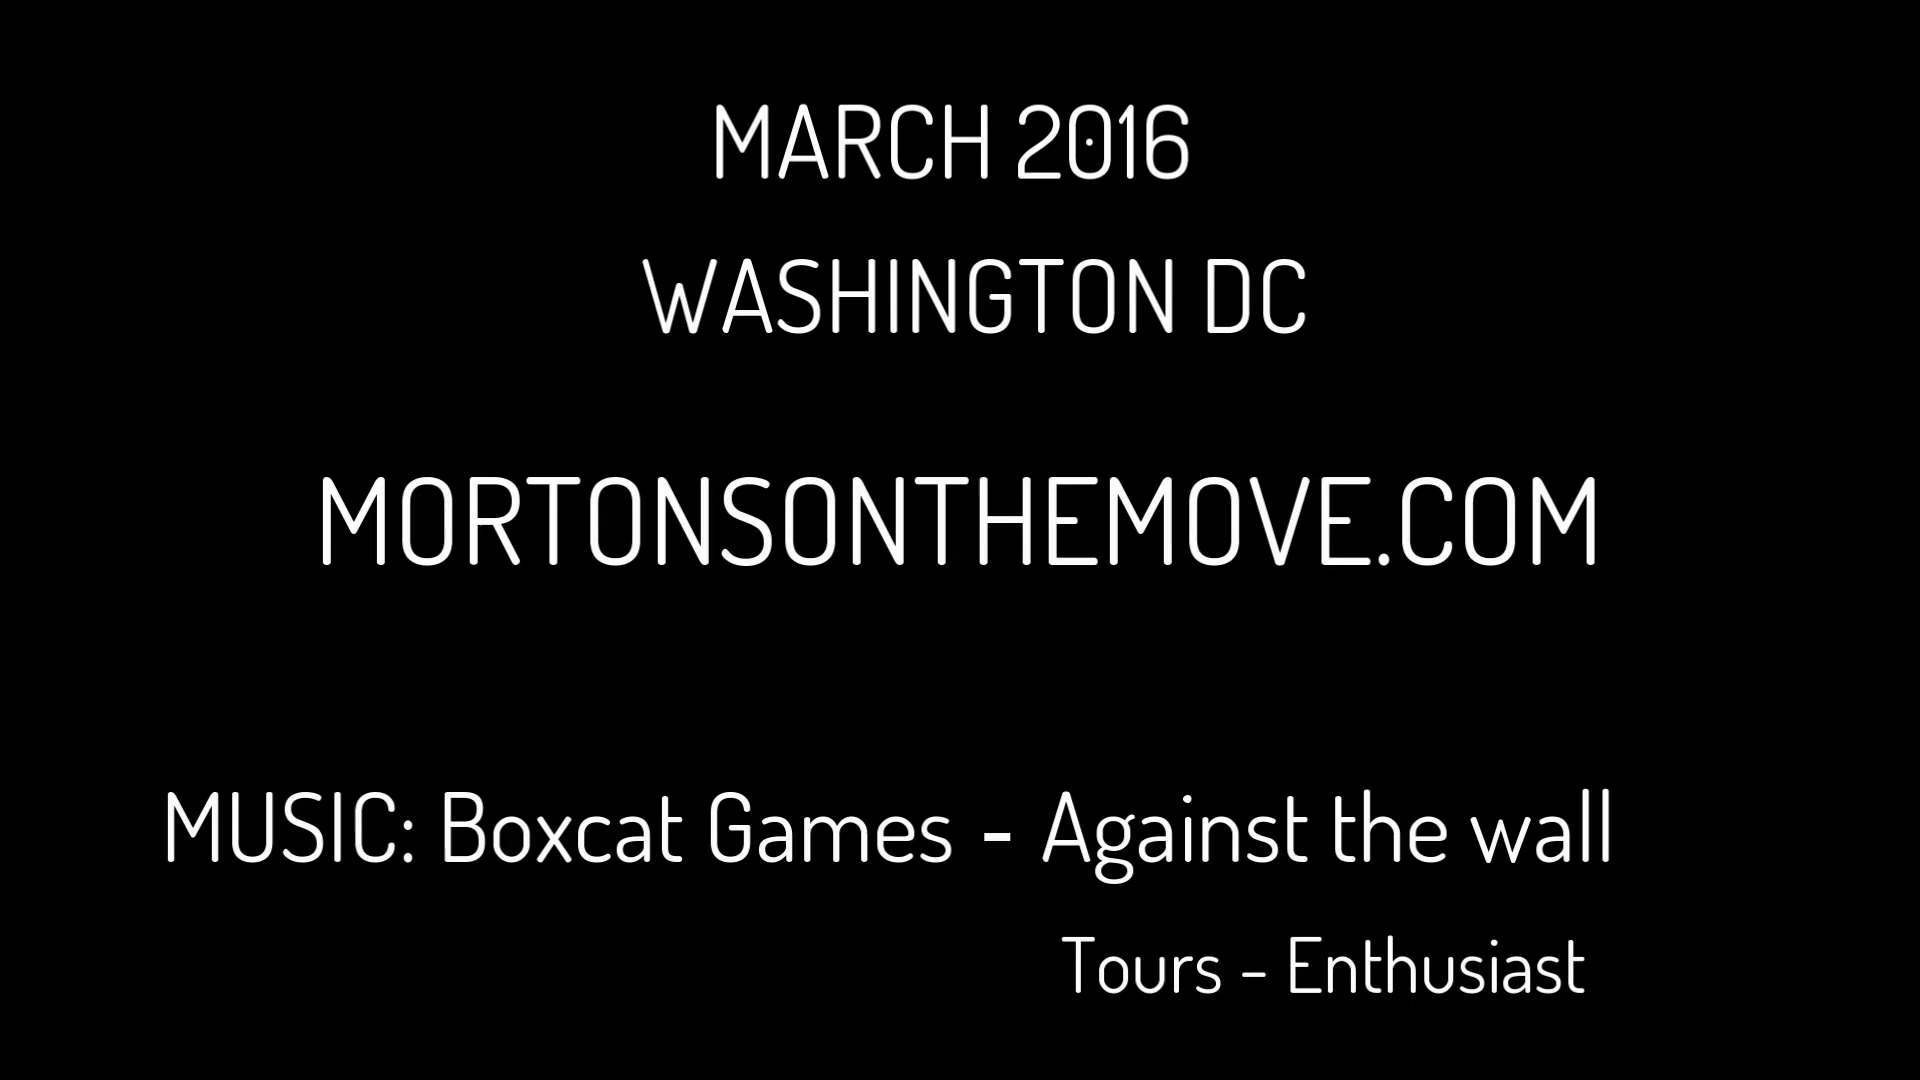 MARCH 2016
WASHINGTON DC
MORTONSONTHEMOVE.COM
MUSIC: Boxcat Games - Against the wall
Tours - Enthusiast